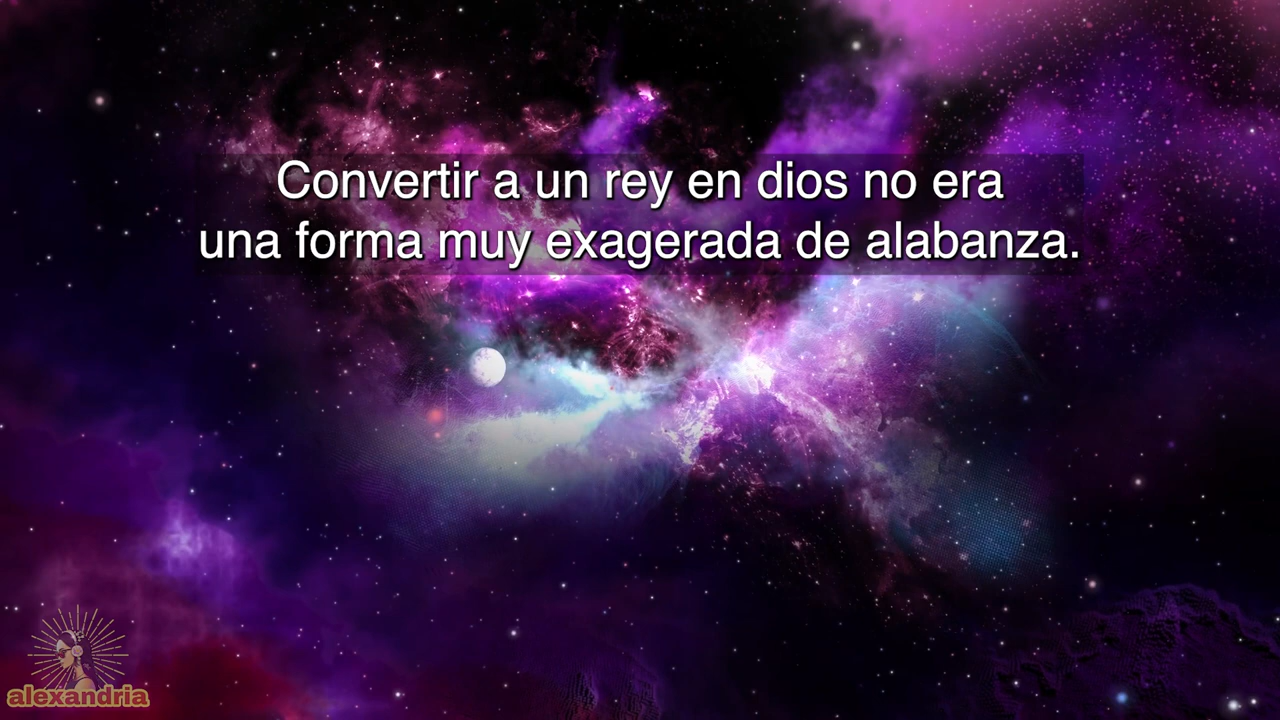 Convertir a un rey en dios no era
una forma muy exagerada de alabanza.
alexandria